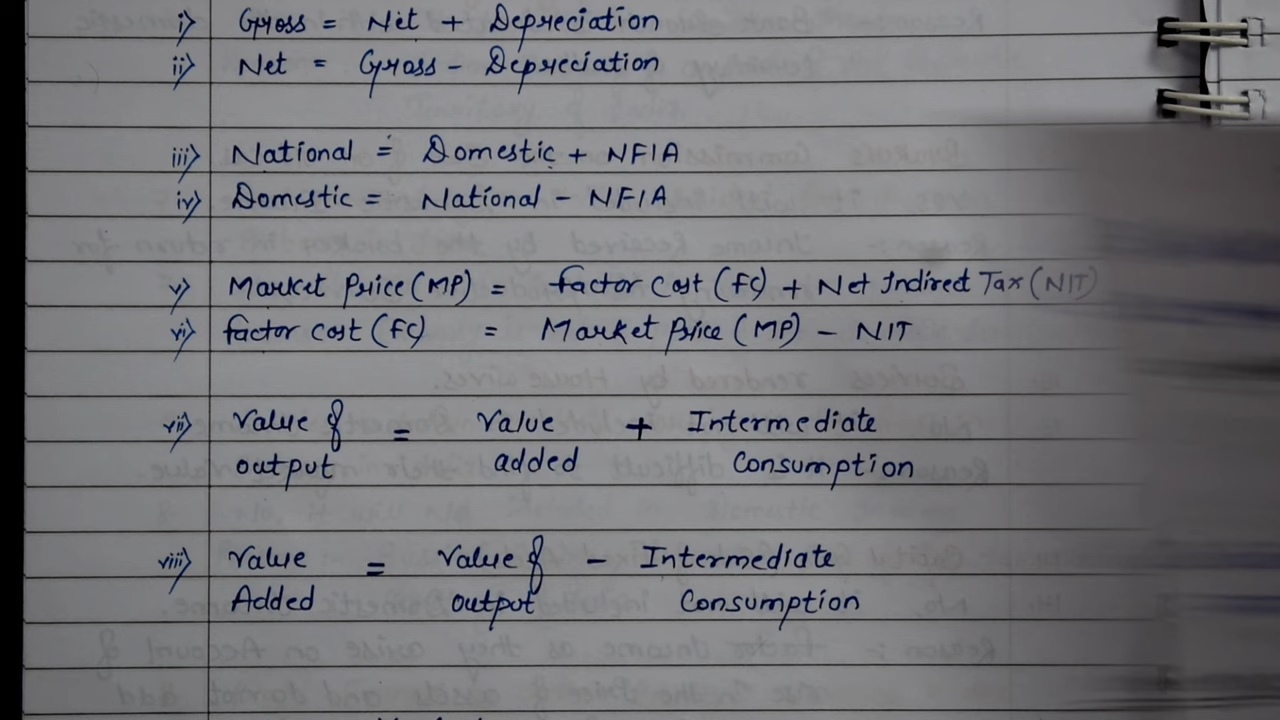 i) Gross = Net + Depreciation
ii) Net = Gross - Depreciation
iii) National = Domestic + NFIA
iv) Domestic = National - NFIA
v) Market Price (MP) = factor cost (FC) + Net Indirect Tax (NIT)
vi) factor cost (FC) = Market Price (MP) - NIT
vii) Value of = Value + Intermediate
output added Consumption
viii) Value = Value of - Intermediate
Added output Consumption